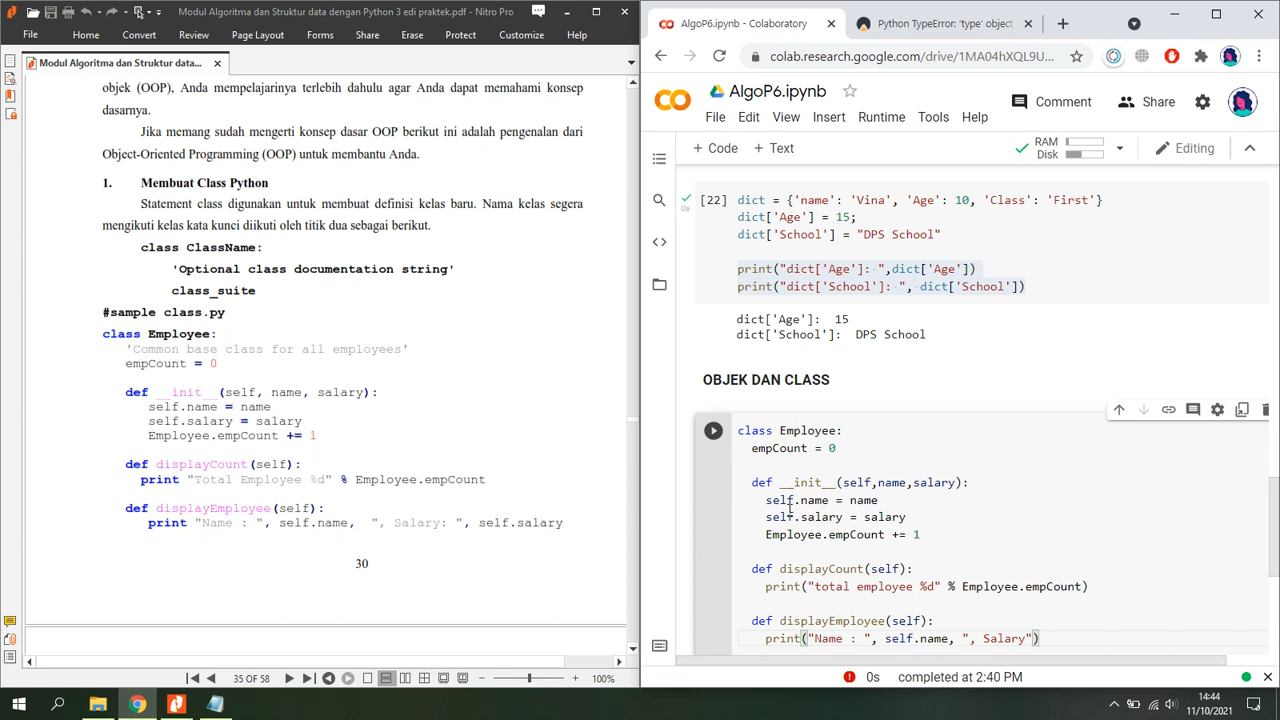 Modul Algoritma dan Struktur data dengan Python 3 edi praktek.pdf - Nitro Pro
File Home Convert Review Page Layout Forms Share Erase Protect Customize Help
Modul Algoritma dan Struktur data...
objek (OOP), Anda mempelajarinya terlebih dahulu agar Anda dapat memahami konsep
dasarnya.
Jika memang sudah mengerti konsep dasar OOP berikut ini adalah pengenalan dari
Object-Oriented Programming (OOP) untuk membantu Anda.
1. Membuat Class Python
Statement class digunakan untuk membuat definisi kelas baru. Nama kelas segera
mengikuti kelas kata kunci diikuti oleh titik dua sebagai berikut.
class ClassName:
'Optional class documentation string'
class_suite
#sample class.py
class Employee:
'Common base class for all employees'
empCount = 0
def __init__(self, name, salary):
self.name = name
self.salary = salary
Employee.empCount += 1
def displayCount(self):
print "Total Employee %d" % Employee.empCount
def displayEmployee(self):
print "Name : ", self.name,  ", Salary: ", self.salary
30
35 OF 58
100%
AlgoP6.ipynb - Colaboratory
Python TypeError: 'type' object
colab.research.google.com/drive/1MA04hXQL9U...
AlgoP6.ipynb
Comment Share
File Edit View Insert Runtime Tools Help
+ Code + Text
RAM
Disk
Editing
[22] dict = {'name': 'Vina', 'Age': 10, 'Class': 'First'}
0s
dict['Age'] = 15;
dict['School'] = "DPS School"
print("dict['Age']: ",dict['Age'])
print("dict['School']: ", dict['School'])
dict['Age']:  15
dict['School']:  DPS School
OBJEK DAN CLASS
class Employee:
empCount = 0
def __init__(self,name,salary):
self.name = name
self.salary = salary
Employee.empCount += 1
def displayCount(self):
print("total employee %d" % Employee.empCount)
def displayEmployee(self):
print("Name : ", self.name, ", Salary")
0s completed at 2:40 PM
14:44
11/10/2021